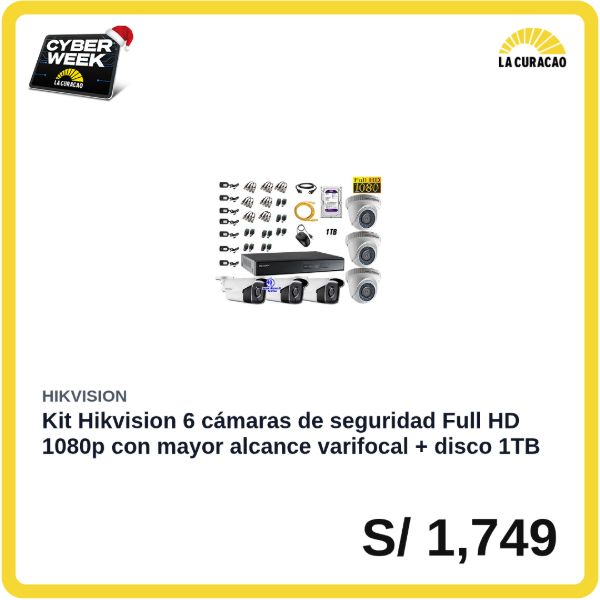 CYBER
WEEK
LA CURACAO
LA CURACAO
Full HD
1080
1TB
HIKVISION
Kit Hikvision 6 cámaras de seguridad Full HD
1080p con mayor alcance varifocal + disco 1TB
S/ 1,749